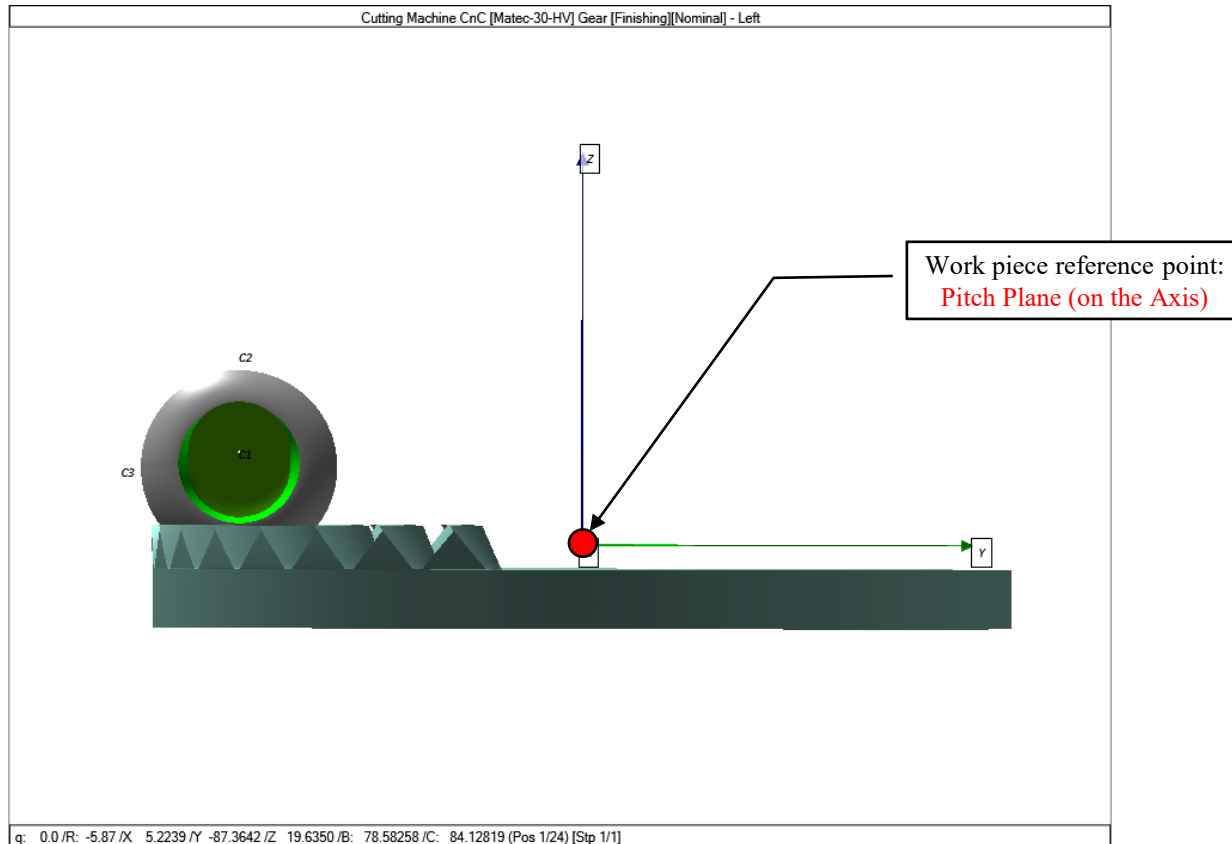 Cutting Machine CnC [Matec-30-HV] Gear [Finishing][Nominal] - Left
Z
Work piece reference point:
Pitch Plane (on the Axis)
C2
C1
C3
Y
q: 0.0 /R: -5.87 /X 5.2239 /Y -87.3642 /Z 19.6350 /B: 78.58258 /C: 84.12819 (Pos 1/24) [Stp 1/1]